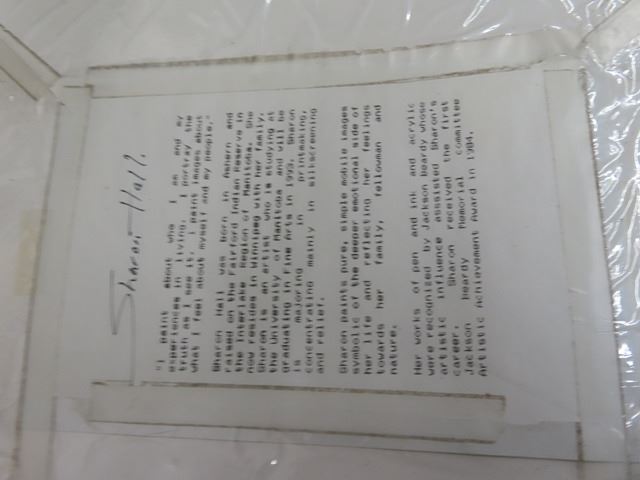 Sharon Hall.
"I paint about who I am and my
experiences in living. I portray the
truth as I see it. I paint images about
what I feel about myself and my people."
Sharon Hall was born in Ashern and
raised on the Fairford Indian Reserve in
the Interlake Region of Manitoba. She
now resides in Winnipeg with her family.
Sharon is an artist who is studying at
the University of Manitoba and will be
graduating in Fine Arts in 1993. Sharon
is majoring in printmaking,
concentrating mainly in silkscreening
and relief.
Sharon paints pure, simple mobile images
symbolic of the deeper emotional side of
her life and reflecting her feelings
towards her family, fellowman and
nature.
Her works of pen and ink and acrylic
were recognized by Jackson Beardy whose
artistic influence asssisted Sharon's
career. Sharon received the first
Jackson Beardy Memorial committee
Artistic Achievement Award in 1984.